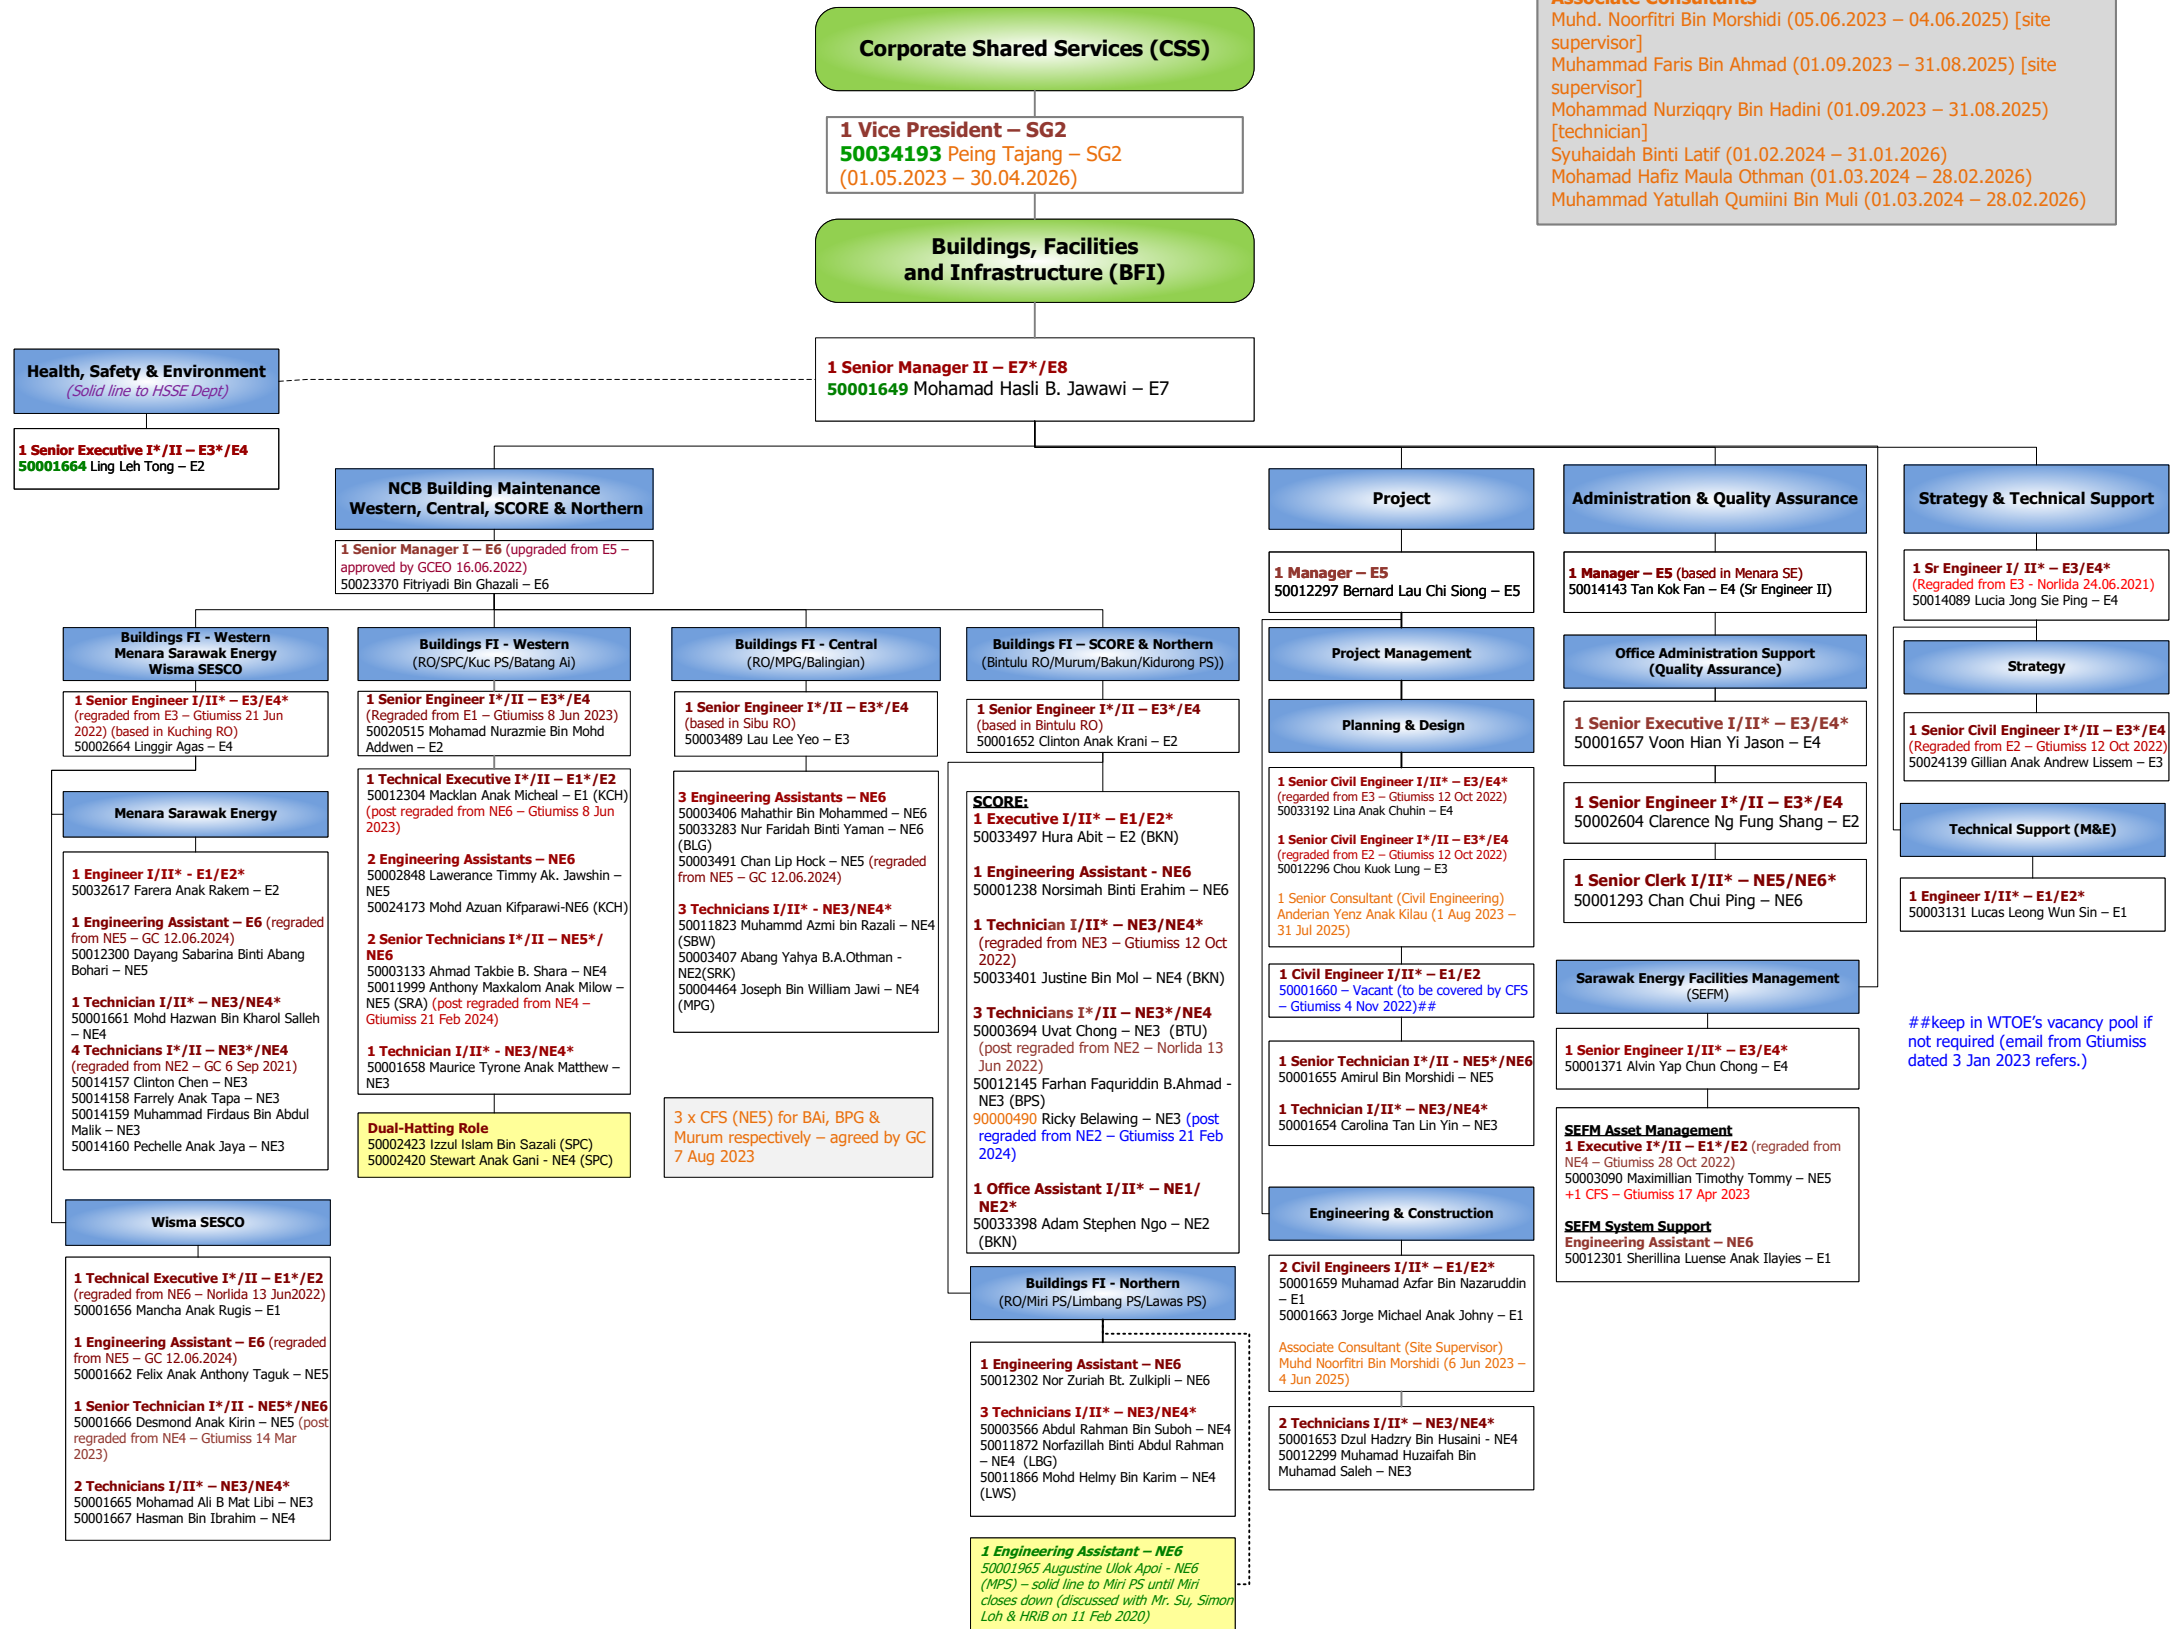 Associate Consultants
Muhd. Noorfitri Bin Morshidi (05.06.2023 – 04.06.2025) [site
supervisor]
Muhammad Faris Bin Ahmad (01.09.2023 – 31.08.2025) [site
supervisor]
Mohammad Nurziqqry Bin Hadini (01.09.2023 – 31.08.2025)
[technician]
Syuhaidah Binti Latif (01.02.2024 – 31.01.2026)
Mohamad Hafiz Maula Othman (01.03.2024 – 28.02.2026)
Muhammad Yatullah Qumiini Bin Muli (01.03.2024 – 28.02.2026)
Corporate Shared Services (CSS)
1 Vice President – SG2
50034193 Peing Tajang – SG2
(01.05.2023 – 30.04.2026)
Buildings, Facilities
and Infrastructure (BFI)
1 Senior Manager II – E7*/E8
50001649 Mohamad Hasli B. Jawawi – E7
Health, Safety & Environment
(Solid line to HSSE Dept)
1 Senior Executive I*/II – E3*/E4
50001664 Ling Leh Tong – E2
NCB Building Maintenance
Western, Central, SCORE & Northern
1 Senior Manager I – E6 (upgraded from E5 –
approved by GCEO 16.06.2022)
50023370 Fitriyadi Bin Ghazali – E6
Buildings FI - Western
Menara Sarawak Energy
Wisma SESCO
1 Senior Engineer I/II* – E3/E4*
(regraded from E3 – Gtiumiss 21 Jun
2022) (based in Kuching RO)
50002664 Linggir Agas – E4
Menara Sarawak Energy
1 Engineer I/II* - E1/E2*
50032617 Farera Anak Rakem – E2
1 Engineering Assistant – E6 (regraded
from NE5 – GC 12.06.2024)
50012300 Dayang Sabarina Binti Abang
Bohari – NE5
1 Technician I/II* – NE3/NE4*
50001661 Mohd Hazwan Bin Kharol Salleh
– NE4
4 Technicians I*/II – NE3*/NE4
(regraded from NE2 – GC 6 Sep 2021)
50014157 Clinton Chen – NE3
50014158 Farrely Anak Tapa – NE3
50014159 Muhammad Firdaus Bin Abdul
Malik – NE3
50014160 Pechelle Anak Jaya – NE3
Wisma SESCO
1 Technical Executive I*/II – E1*/E2
(regraded from NE6 – Norlida 13 Jun2022)
50001656 Mancha Anak Rugis – E1
1 Engineering Assistant – E6 (regraded
from NE5 – GC 12.06.2024)
50001662 Felix Anak Anthony Taguk – NE5
1 Senior Technician I*/II - NE5*/NE6
50001666 Desmond Anak Kirin – NE5 (post
regraded from NE4 – Gtiumiss 14 Mar
2023)
2 Technicians I/II* – NE3/NE4*
50001665 Mohamad Ali B Mat Libi – NE3
50001667 Hasman Bin Ibrahim – NE4
Buildings FI - Western
(RO/SPC/Kuc PS/Batang Ai)
1 Senior Engineer I*/II – E3*/E4
(Regraded from E1 – Gtiumiss 8 Jun 2023)
50020515 Mohamad Nurazmie Bin Mohd
Addwen – E2
1 Technical Executive I*/II – E1*/E2
50012304 Macklan Anak Micheal – E1 (KCH)
(post regraded from NE6 – Gtiumiss 8 Jun
2023)
2 Engineering Assistants – NE6
50002848 Lawerance Timmy Ak. Jawshin –
NE5
50024173 Mohd Azuan Kifparawi-NE6 (KCH)
2 Senior Technicians I*/II – NE5*/
NE6
50003133 Ahmad Takbie B. Shara – NE4
50011999 Anthony Maxkalom Anak Milow –
NE5 (SRA) (post regraded from NE4 –
Gtiumiss 21 Feb 2024)
1 Technician I/II* - NE3/NE4*
50001658 Maurice Tyrone Anak Matthew –
NE3
Dual-Hatting Role
50002423 Izzul Islam Bin Sazali (SPC)
50002420 Stewart Anak Gani - NE4 (SPC)
Buildings FI - Central
(RO/MPG/Balingian)
1 Senior Engineer I*/II – E3*/E4
(based in Sibu RO)
50003489 Lau Lee Yeo – E3
3 Engineering Assistants – NE6
50003406 Mahathir Bin Mohammed – NE6
50033283 Nur Faridah Binti Yaman – NE6
(BLG)
50003491 Chan Lip Hock – NE5 (regraded
from NE5 – GC 12.06.2024)
3 Technicians I/II* - NE3/NE4*
50011823 Muhammd Azmi bin Razali – NE4
(SBW)
50003407 Abang Yahya B.A.Othman -
NE2(SRK)
50004464 Joseph Bin William Jawi – NE4
(MPG)
3 x CFS (NE5) for BAi, BPG &
Murum respectively – agreed by GC
7 Aug 2023
Buildings FI – SCORE & Northern
(Bintulu RO/Murum/Bakun/Kidurong PS))
1 Senior Engineer I*/II – E3*/E4
(based in Bintulu RO)
50001652 Clinton Anak Krani – E2
SCORE:
1 Executive I/II* – E1/E2*
50033497 Hura Abit – E2 (BKN)
1 Engineering Assistant - NE6
50001238 Norsimah Binti Erahim – NE6
1 Technician I/II* – NE3/NE4*
(regraded from NE3 – Gtiumiss 12 Oct
2022)
50033401 Justine Bin Mol – NE4 (BKN)
3 Technicians I*/II – NE3*/NE4
50003694 Uvat Chong – NE3 (BTU)
(post regraded from NE2 – Norlida 13
Jun 2022)
50012145 Farhan Faquriddin B.Ahmad -
NE3 (BPS)
90000490 Ricky Belawing – NE3 (post
regraded from NE2 – Gtiumiss 21 Feb
2024)
1 Office Assistant I/II* – NE1/
NE2*
50033398 Adam Stephen Ngo – NE2
(BKN)
Buildings FI - Northern
(RO/Miri PS/Limbang PS/Lawas PS)
1 Engineering Assistant – NE6
50012302 Nor Zuriah Bt. Zulkipli – NE6
3 Technicians I/II* – NE3/NE4*
50003566 Abdul Rahman Bin Suboh – NE4
50011872 Norfazillah Binti Abdul Rahman
– NE4 (LBG)
50011866 Mohd Helmy Bin Karim – NE4
(LWS)
1 Engineering Assistant – NE6
50001965 Augustine Ulok Apoi - NE6
(MPS) – solid line to Miri PS until Miri
closes down (discussed with Mr. Su, Simon
Loh & HRiB on 11 Feb 2020)
Project
1 Manager – E5
50012297 Bernard Lau Chi Siong – E5
Project Management
Planning & Design
1 Senior Civil Engineer I/II* – E3/E4*
(regarded from E3 – Gtiumiss 12 Oct 2022)
50033192 Lina Anak Chuhin – E4
1 Senior Civil Engineer I*/II – E3*/E4
(regarded from E2 – Gtiumiss 12 Oct 2022)
50012296 Chou Kuok Lung – E3
1 Senior Consultant (Civil Engineering)
Anderian Yenz Anak Kilau (1 Aug 2023 –
31 Jul 2025)
1 Civil Engineer I/II* – E1/E2
50001660 – Vacant (to be covered by CFS
– Gtiumiss 4 Nov 2022)##
1 Senior Technician I*/II - NE5*/NE6
50001655 Amirul Bin Morshidi – NE5
1 Technician I/II* – NE3/NE4*
50001654 Carolina Tan Lin Yin – NE3
Engineering & Construction
2 Civil Engineers I/II* – E1/E2*
50001659 Muhamad Azfar Bin Nazaruddin
– E1
50001663 Jorge Michael Anak Johny – E1
Associate Consultant (Site Supervisor)
Muhd Noorfitri Bin Morshidi (6 Jun 2023 –
4 Jun 2025)
2 Technicians I/II* – NE3/NE4*
50001653 Dzul Hadzry Bin Husaini - NE4
50012299 Muhamad Huzaifah Bin
Muhamad Saleh – NE3
Administration & Quality Assurance
1 Manager – E5 (based in Menara SE)
50014143 Tan Kok Fan – E4 (Sr Engineer II)
Office Administration Support
(Quality Assurance)
1 Senior Executive I/II* – E3/E4*
50001657 Voon Hian Yi Jason – E4
1 Senior Engineer I*/II – E3*/E4
50002604 Clarence Ng Fung Shang – E2
1 Senior Clerk I/II* – NE5/NE6*
50001293 Chan Chui Ping – NE6
Sarawak Energy Facilities Management
(SEFM)
1 Senior Engineer I/II* – E3/E4*
50001371 Alvin Yap Chun Chong – E4
SEFM Asset Management
1 Executive I*/II – E1*/E2 (regraded from
NE4 – Gtiumiss 28 Oct 2022)
50003090 Maximillian Timothy Tommy – NE5
+1 CFS – Gtiumiss 17 Apr 2023
SEFM System Support
Engineering Assistant – NE6
50012301 Sherillina Luense Anak Ilayies – E1
Strategy & Technical Support
1 Sr Engineer I/ II* – E3/E4*
(Regraded from E3 - Norlida 24.06.2021)
50014089 Lucia Jong Sie Ping – E4
Strategy
1 Senior Civil Engineer I*/II – E3*/E4
(Regraded from E2 – Gtiumiss 12 Oct 2022)
50024139 Gillian Anak Andrew Lissem – E3
Technical Support (M&E)
1 Engineer I/II* – E1/E2*
50003131 Lucas Leong Wun Sin – E1
##keep in WTOE’s vacancy pool if
not required (email from Gtiumiss
dated 3 Jan 2023 refers.)